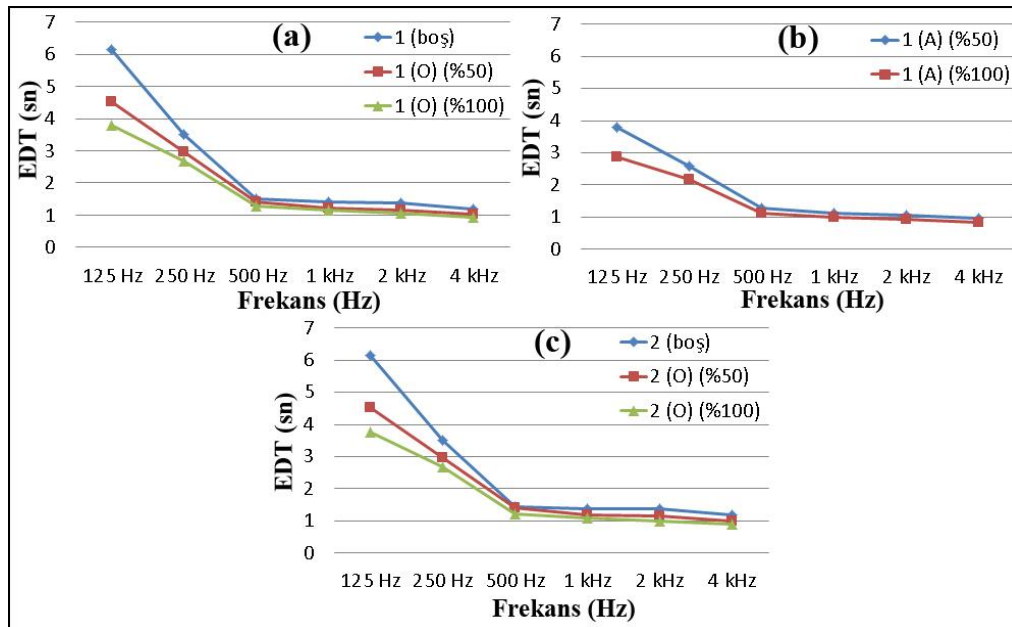 (a)
1 (boş)
1 (O) (%50)
1 (O) (%100)
EDT (sn)
7
6
5
4
3
2
1
0
125 Hz 250 Hz 500 Hz 1 kHz 2 kHz 4 kHz
Frekans (Hz)
(b)
1 (A) (%50)
1 (A) (%100)
EDT (sn)
7
6
5
4
3
2
1
0
125 Hz 250 Hz 500 Hz 1 kHz 2 kHz 4 kHz
Frekans (Hz)
(c)
2 (boş)
2 (O) (%50)
2 (O) (%100)
EDT (sn)
7
6
5
4
3
2
1
0
125 Hz 250 Hz 500 Hz 1 kHz 2 kHz 4 kHz
Frekans (Hz)